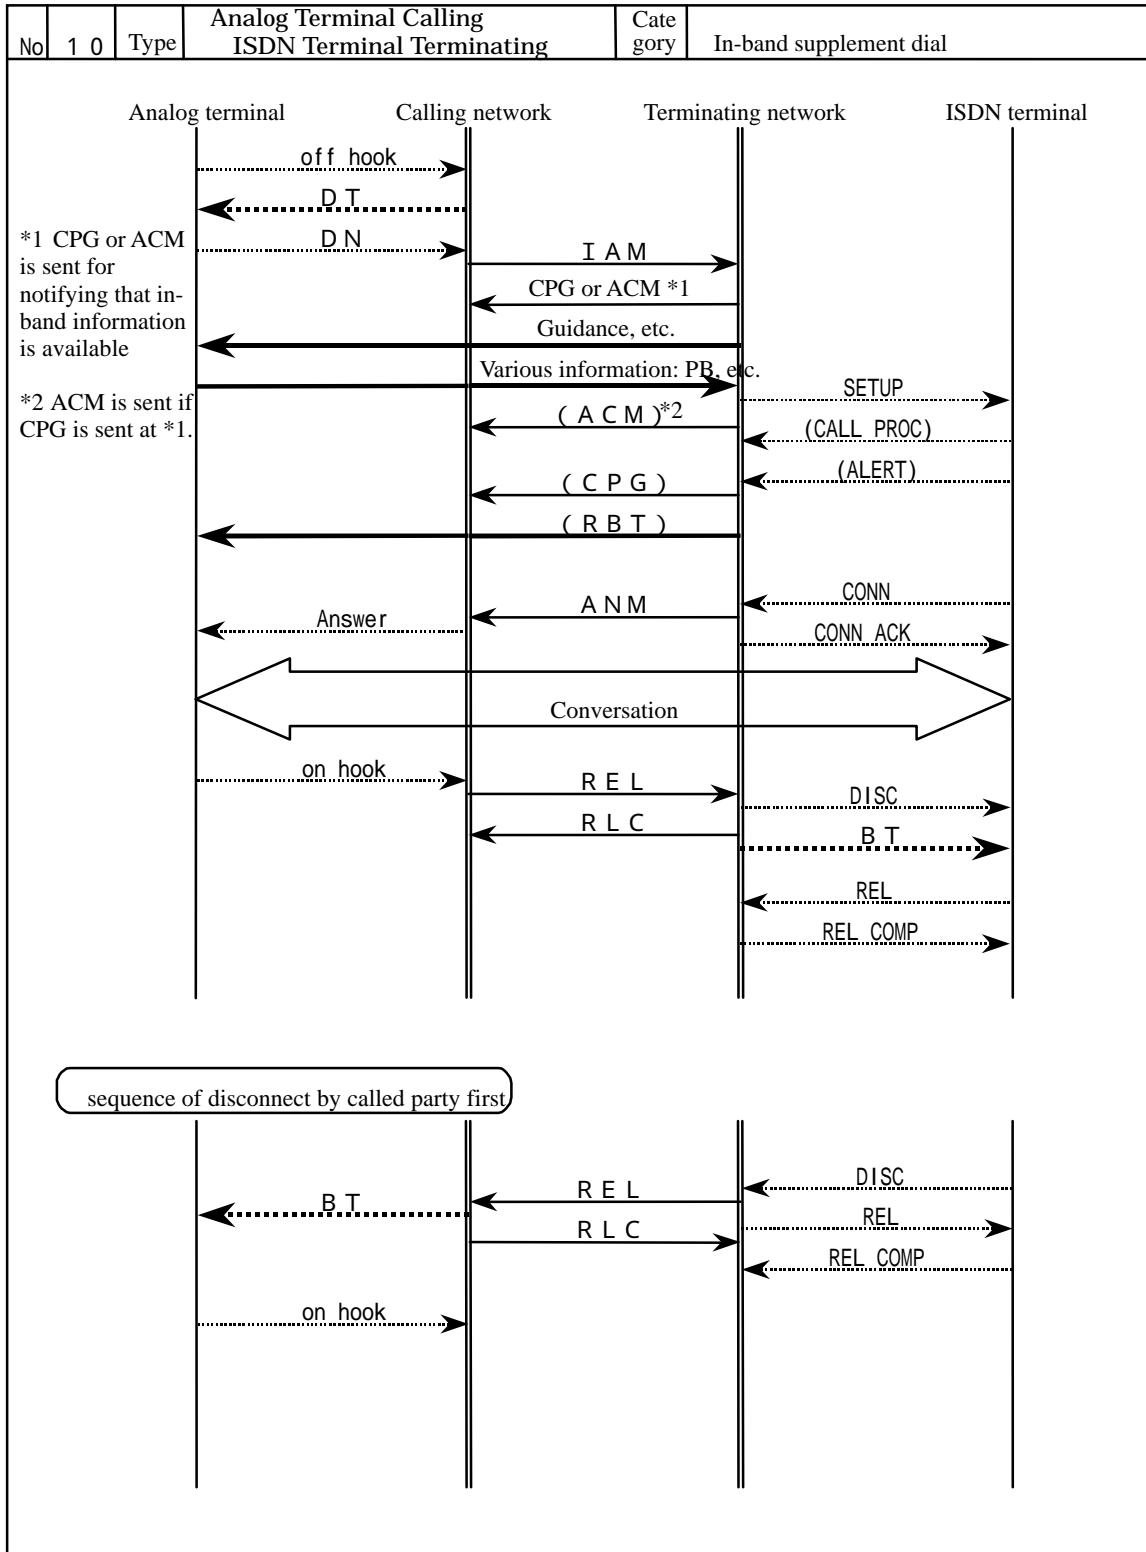 Analog Terminal Calling
Cate
No 1 0 Type ISDN Terminal Terminating gory In-band supplement dial
Analog terminal Calling network Terminating network ISDN terminal
off hook
D T
D N
*1 CPG or ACM
is sent for
notifying that in-
band information
is available
I A M
CPG or ACM *1
Guidance, etc.
Various information: PB, etc.
SETUP
*2 ACM is sent if
CPG is sent at *1.
( A C M ) *2
(CALL PROC)
(ALERT)
( C P G )
( R B T )
CONN
A N M
Answer
CONN ACK
Conversation
on hook
R E L
DISC
R L C
B T
REL
REL COMP
sequence of disconnect by called party first
DISC
R E L
B T
REL
R L C
REL COMP
on hook